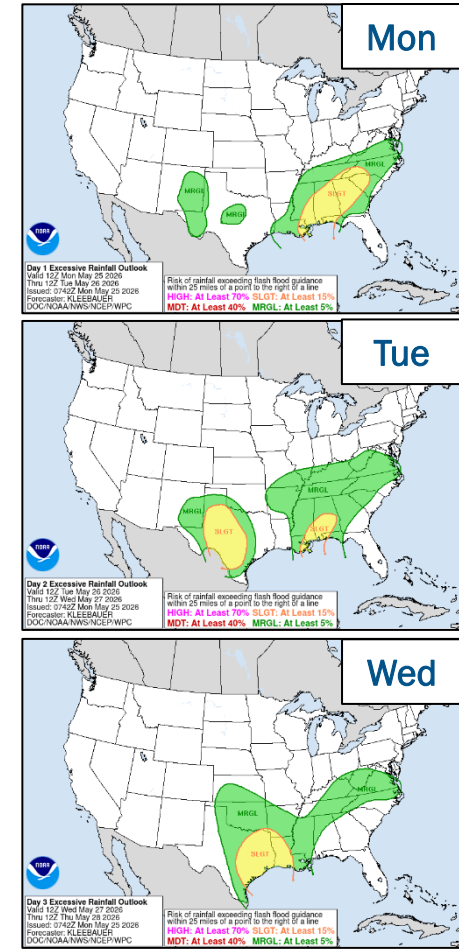 Mon
MRGL
MRGL
MRGL
SLGT
NOAA
Day 1 Excessive Rainfall Outlook
Valid 12Z Mon May 25 2026
Thru 12Z Tue May 26 2026
Issued: 0742Z Mon May 25 2026
Forecaster: KLEEBAUER
DOC/NOAA/NWS/NCEP/WPC
Risk of rainfall exceeding flash flood guidance
within 25 miles of a point to the right of a line
HIGH: At Least 70% SLGT: At Least 15%
MDT: At Least 40% MRGL: At Least 5%
Tue
MRGL
MRGL
SLGT
SLGT
NOAA
Day 2 Excessive Rainfall Outlook
Valid 12Z Tue May 26 2026
Thru 12Z Wed May 27 2026
Issued: 0742Z Mon May 25 2026
Forecaster: KLEEBAUER
DOC/NOAA/NWS/NCEP/WPC
Risk of rainfall exceeding flash flood guidance
within 25 miles of a point to the right of a line
HIGH: At Least 70% SLGT: At Least 15%
MDT: At Least 40% MRGL: At Least 5%
Wed
MRGL
MRGL
SLGT
NOAA
Day 3 Excessive Rainfall Outlook
Valid 12Z Wed May 27 2026
Thru 12Z Thu May 28 2026
Issued: 0742Z Mon May 25 2026
Forecaster: KLEEBAUER
DOC/NOAA/NWS/NCEP/WPC
Risk of rainfall exceeding flash flood guidance
within 25 miles of a point to the right of a line
HIGH: At Least 70% SLGT: At Least 15%
MDT: At Least 40% MRGL: At Least 5%